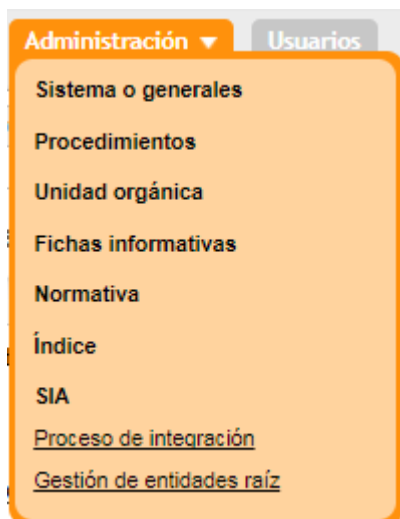 Administración ▼ Usuarios
Sistema o generales
Procedimientos
Unidad orgánica
Fichas informativas
Normativa
Índice
SIA
Proceso de integración
Gestión de entidades raíz